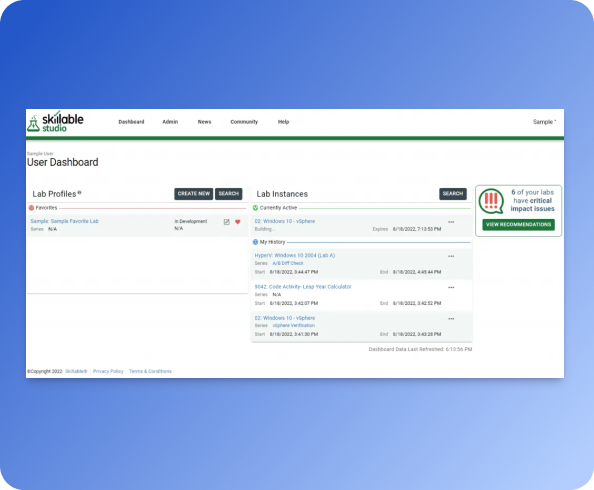 skillable
studio
Dashboard Admin News Community Help Sample
Sample User
User Dashboard
Lab Profiles
CREATE NEW SEARCH
Favorites
Sample: Sample Favorite Lab In Development
Series N/A N/A
Lab Instances
SEARCH
Currently Active
02: Windows 10 - vSphere
Building... Expires 8/18/2022, 7:13:53 PM
My History
HyperV: Windows 10 2004 (Lab A)
Series A/B Diff Check
Start 8/18/2022, 3:44:47 PM End 8/18/2022, 4:45:44 PM
S042: Code Activity-Leap Year Calculator
Series N/A
Start 8/18/2022, 3:42:07 PM End 8/18/2022, 3:42:52 PM
02: Windows 10 - vSphere
Series vSphere Verification
Start 8/18/2022, 3:41:30 PM End 8/18/2022, 3:43:28 PM
Dashboard Data Last Refreshed: 6:13:56 PM
6 of your labs
have critical
impact issues
VIEW RECOMMENDATIONS
©Copyright 2022 Skillable® | Privacy Policy Terms & Conditions